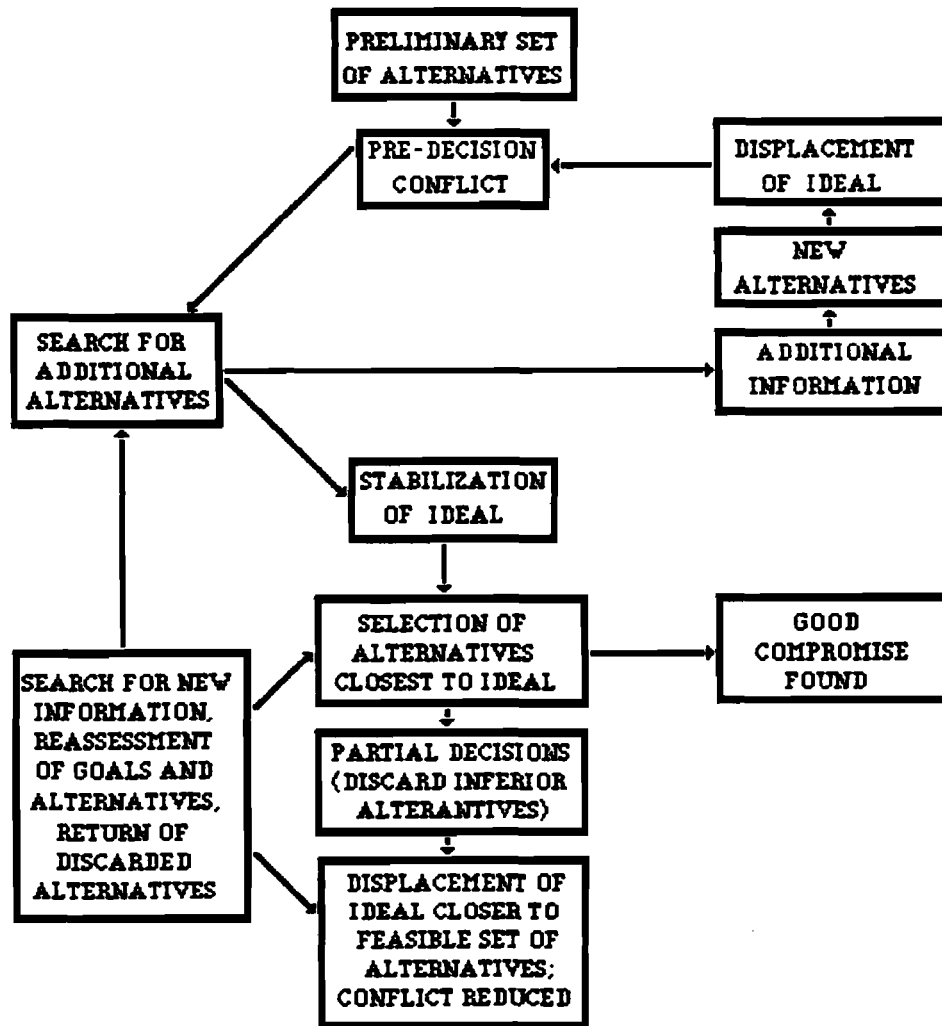 PRELIMINARY SET
OF ALTERNATIVES
PRE-DECISION
CONFLICT
DISPLACEMENT
OF IDEAL
NEW
ALTERNATIVES
ADDITIONAL
INFORMATION
SEARCH FOR
ADDITIONAL
ALTERNATIVES
STABILIZATION
OF IDEAL
SELECTION OF
ALTERNATIVES
CLOSEST TO IDEAL
GOOD
COMPROMISE
FOUND
SEARCH FOR NEW
INFORMATION,
REASSESSMENT
OF GOALS AND
ALTERNATIVES,
RETURN OF
DISCARDED
ALTERNATIVES
PARTIAL DECISIONS
(DISCARD INFERIOR
ALTERANTIVES)
DISPLACEMENT OF
IDEAL CLOSER TO
FEASIBLE SET OF
ALTERNATIVES;
CONFLICT REDUCED